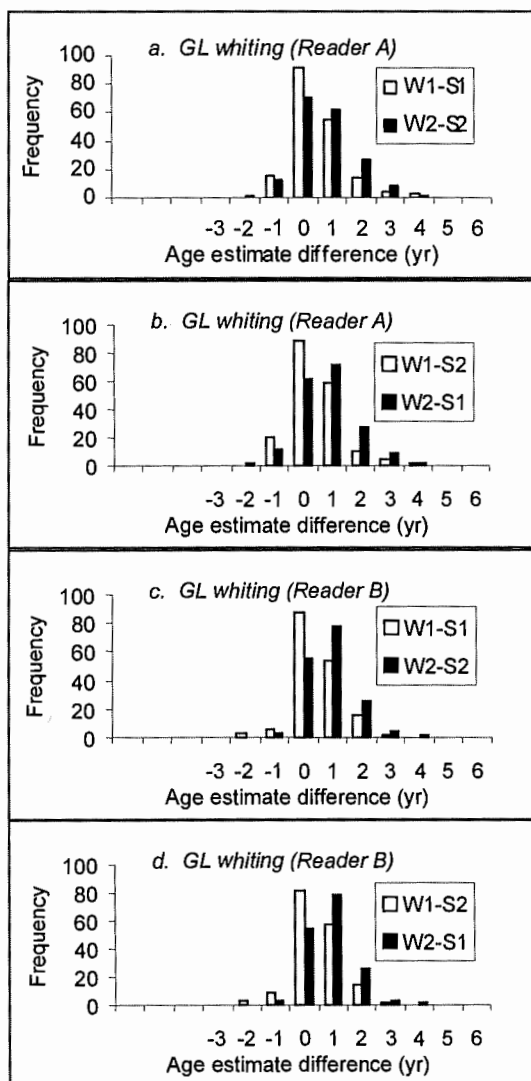 a. GL whiting (Reader A)
100
80
60
40
20
0
Frequency
W1-S1
W2-S2
-3 -2 -1 0 1 2 3 4 5 6
Age estimate difference (yr)
b. GL whiting (Reader A)
100
80
60
40
20
0
Frequency
W1-S2
W2-S1
-3 -2 -1 0 1 2 3 4 5 6
Age estimate difference (yr)
c. GL whiting (Reader B)
100
80
60
40
20
0
Frequency
W1-S1
W2-S2
-3 -2 -1 0 1 2 3 4 5 6
Age estimate difference (yr)
d. GL whiting (Reader B)
100
80
60
40
20
0
Frequency
W1-S2
W2-S1
-3 -2 -1 0 1 2 3 4 5 6
Age estimate difference (yr)